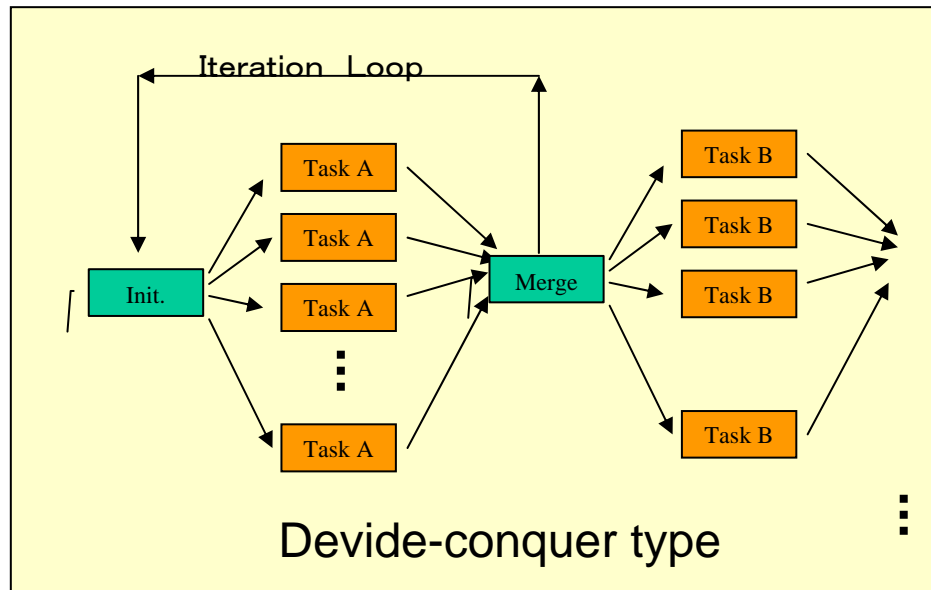 Iteration Loop
Task A
Task B
Task A
Task B
Init.
Task A
Merge
Task B
Task A
Task B
Devide-conquer type